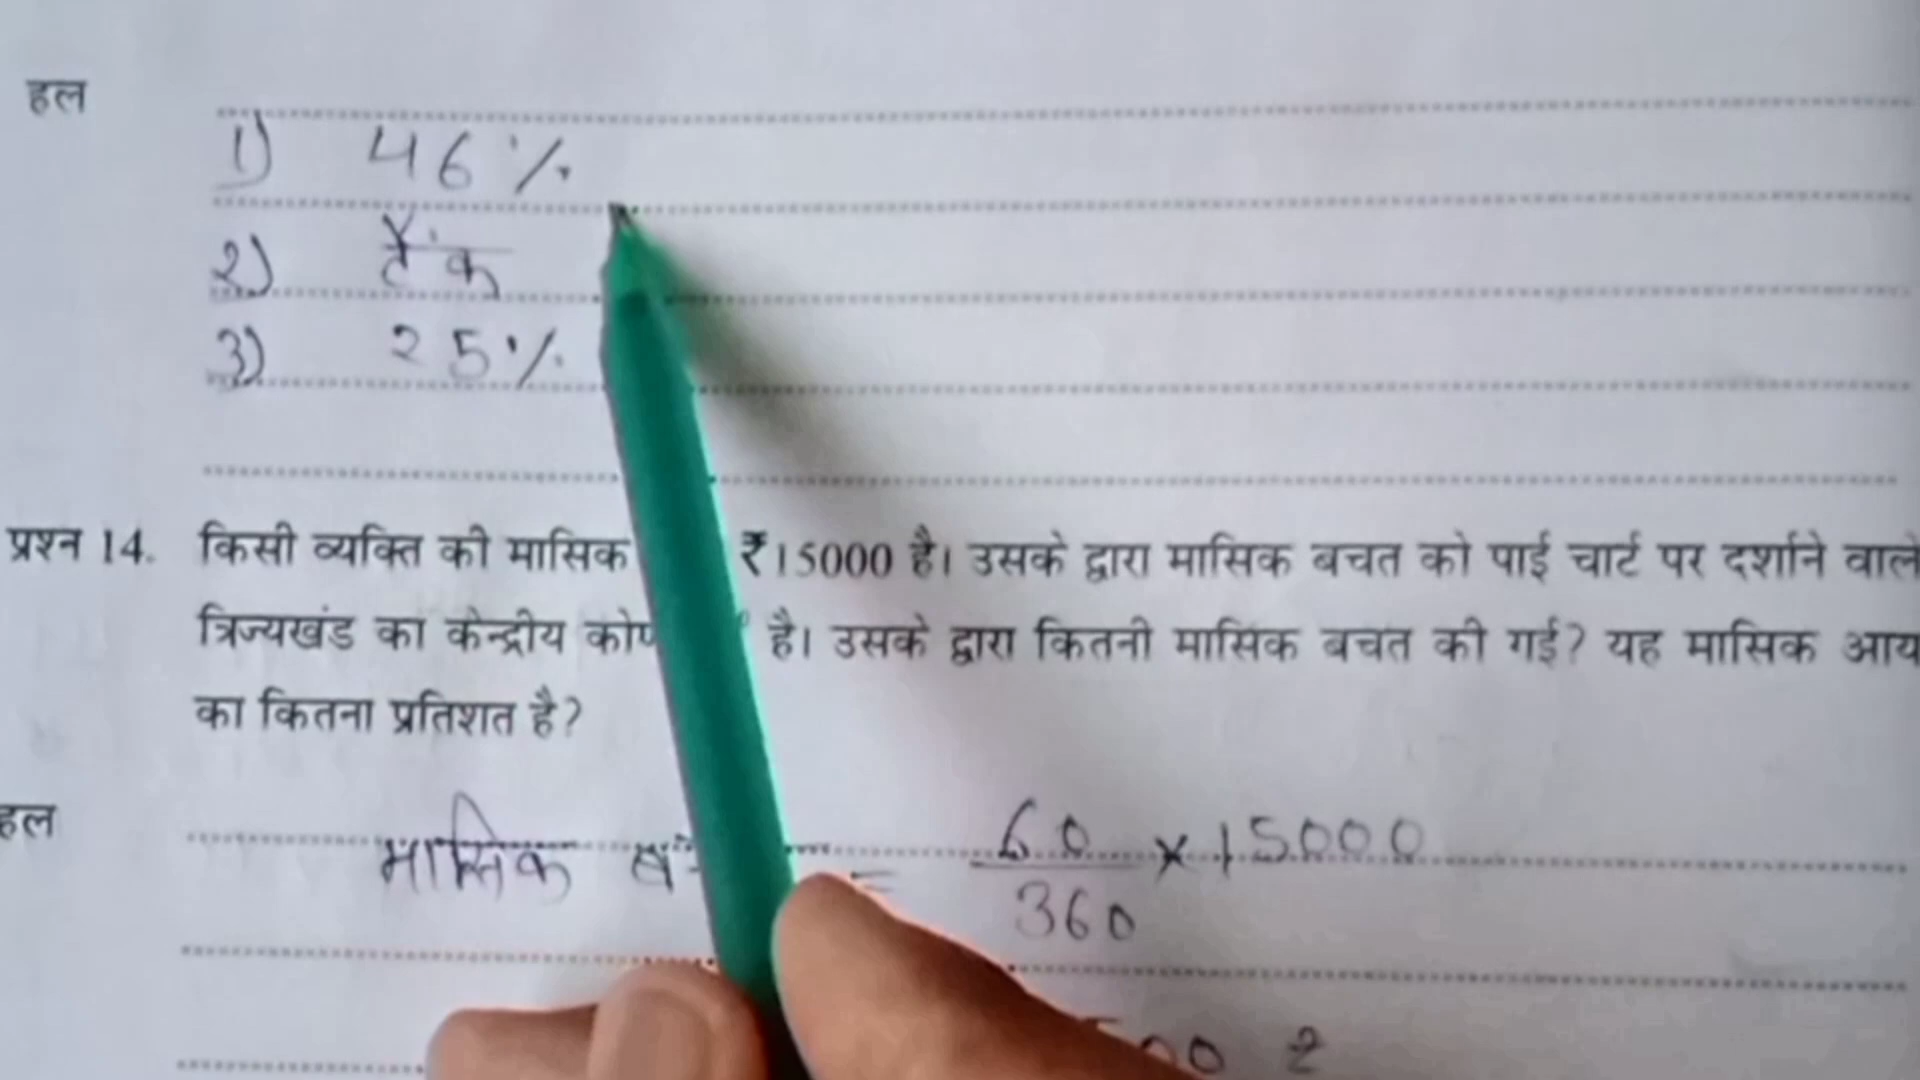 हल
1) 46%
2) टैंक
3) 25%
प्रश्न 14. किसी व्यक्ति की मासिक ₹15000 है। उसके द्वारा मासिक बचत को पाई चार्ट पर दर्शाने वाले
त्रिज्यखंड का केन्द्रीय है। उसके द्वारा कितनी मासिक बचत की गई? यह मासिक आय
का कितना प्रतिशत है?
हल
मासिक = 60/360 × 15000